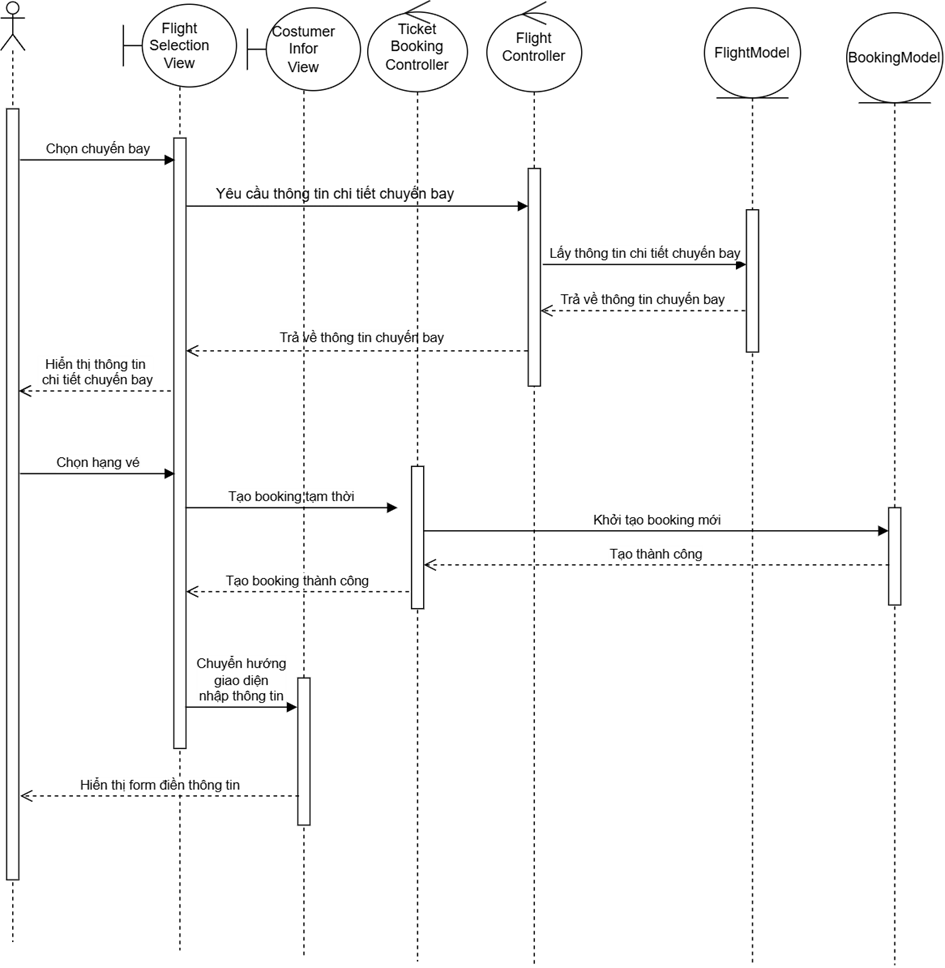 Flight
Selection
View
Costumer
Infor
View
Ticket
Booking
Controller
Flight
Controller
FlightModel
BookingModel
Chọn chuyến bay
Yêu cầu thông tin chi tiết chuyến bay
Lấy thông tin chi tiết chuyến bay
Trả về thông tin chuyến bay
Trả về thông tin chuyến bay
Hiển thị thông tin
chi tiết chuyến bay
Chọn hạng vé
Tạo booking tạm thời
Khởi tạo booking mới
Tạo thành công
Tạo booking thành công
Chuyển hướng
giao diện
nhập thông tin
Hiển thị form điền thông tin